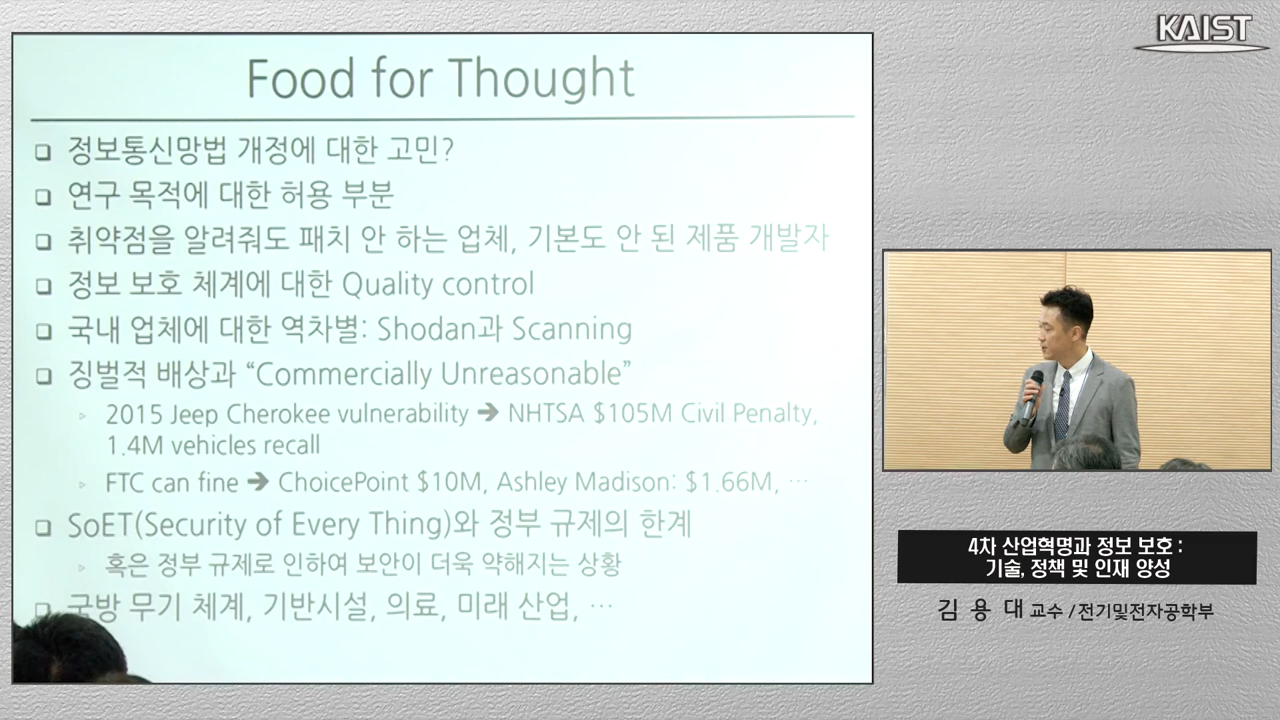 KAIST
Food for Thought
정보통신망법 개정에 대한 고민?
연구 목적에 대한 허용 부분
취약점을 알려줘도 패치 안 하는 업체, 기본도 안 된 제품 개발자
정보 보호 체계에 대한 Quality control
국내 업체에 대한 역차별: Shodan과 Scanning
징벌적 배상과 “Commercially Unreasonable”
2015 Jeep Cherokee vulnerability ➔ NHTSA $105M Civil Penalty,
1.4M vehicles recall
FTC can fine ➔ ChoicePoint $10M, Ashley Madison: $1.66M, …
SoET(Security of Every Thing)와 정부 규제의 한계
혹은 정부 규제로 인하여 보안이 더욱 약해지는 상황
국방 무기 체계, 기반시설, 의료, 미래 산업, …
4차 산업혁명과 정보 보호 :
기술, 정책 및 인재 양성
김 용 대 교수 / 전기및전자공학부